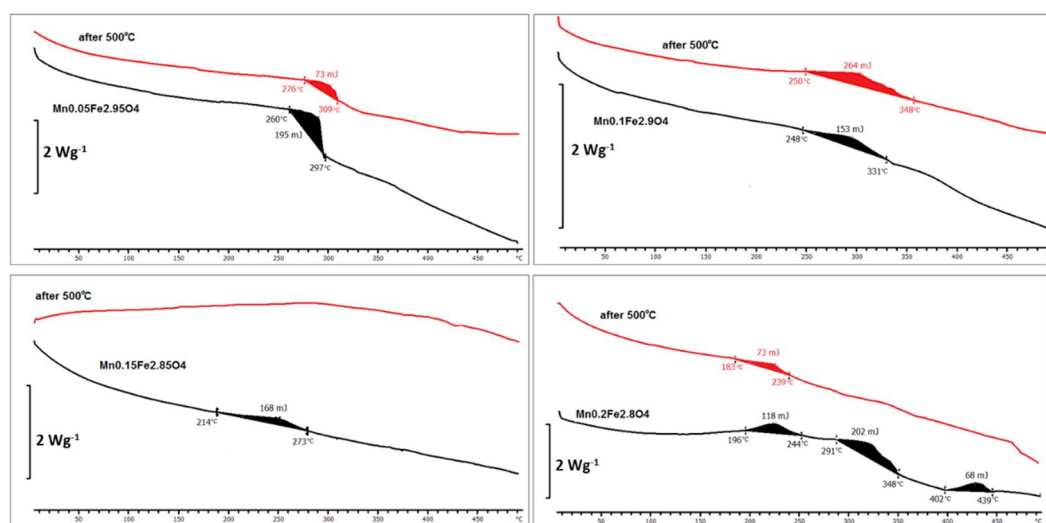 after 500°C
73 mJ
276°C
309°C
Mn0.05Fe2.95O4
260°C
195 mJ
297°C
2 Wg⁻¹
50 100 150 200 250 300 350 400 450 °C
after 500°C
264 mJ
250°C
348°C
Mn0.1Fe2.9O4
153 mJ
248°C
331°C
2 Wg⁻¹
50 100 150 200 250 300 350 400 450 °C
after 500°C
Mn0.15Fe2.85O4
168 mJ
214°C
273°C
2 Wg⁻¹
50 100 150 200 250 300 350 400 450 °C
after 500°C
73 mJ
183°C
239°C
Mn0.2Fe2.8O4
118 mJ
202 mJ
196°C
244°C
291°C
68 mJ
348°C
402°C
439°C
2 Wg⁻¹
50 100 150 200 250 300 350 400 450 °C